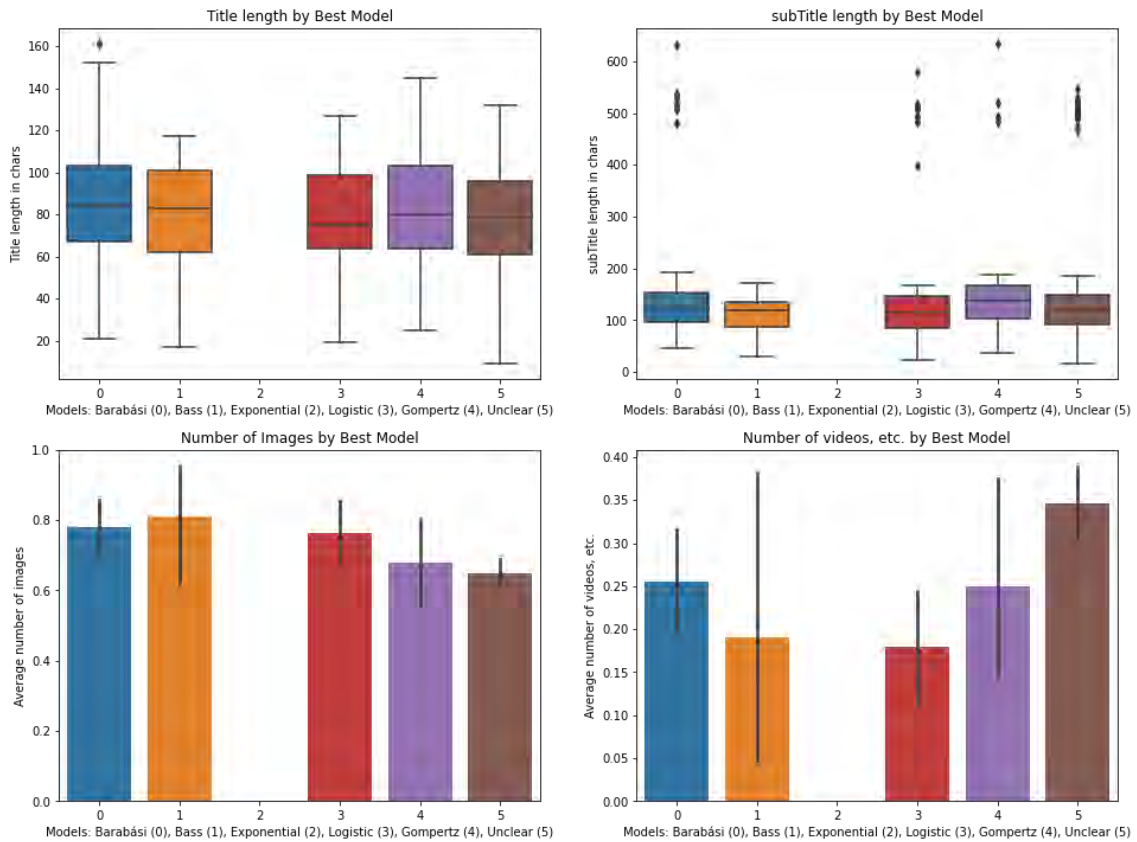 Title length by Best Model
Title length in chars
160
140
120
100
80
60
40
20
0 1 2 3 4 5
Models: Barabási (0), Bass (1), Exponential (2), Logistic (3), Gompertz (4), Unclear (5)
subTitle length by Best Model
subTitle length in chars
600
500
400
300
200
100
0
0 1 2 3 4 5
Models: Barabási (0), Bass (1), Exponential (2), Logistic (3), Gompertz (4), Unclear (5)
Number of Images by Best Model
Average number of images
1.0
0.8
0.6
0.4
0.2
0.0
0 1 2 3 4 5
Models: Barabási (0), Bass (1), Exponential (2), Logistic (3), Gompertz (4), Unclear (5)
Number of videos, etc. by Best Model
Average number of videos, etc.
0.40
0.35
0.30
0.25
0.20
0.15
0.10
0.05
0.00
0 1 2 3 4 5
Models: Barabási (0), Bass (1), Exponential (2), Logistic (3), Gompertz (4), Unclear (5)